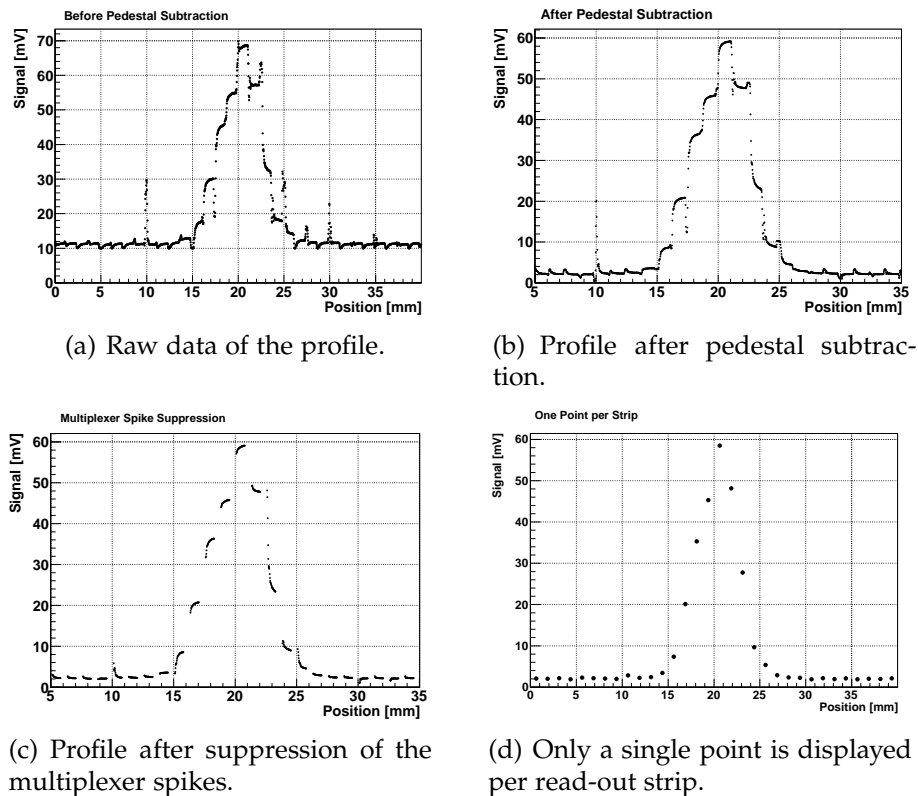 Before Pedestal Subtraction
Signal [mV]
70
60
50
40
30
20
10
0
0 5 10 15 20 25 30 35
Position [mm]
(a) Raw data of the profile.
After Pedestal Subtraction
Signal [mV]
60
50
40
30
20
10
0
5 10 15 20 25 30 35
Position [mm]
(b) Profile after pedestal subtrac-
tion.
Multiplexer Spike Suppression
Signal [mV]
60
50
40
30
20
10
0
5 10 15 20 25 30 35
Position [mm]
(c) Profile after suppression of the
multiplexer spikes.
One Point per Strip
Signal [mV]
60
50
40
30
20
10
0
0 5 10 15 20 25 30 35
Position [mm]
(d) Only a single point is displayed
per read-out strip.